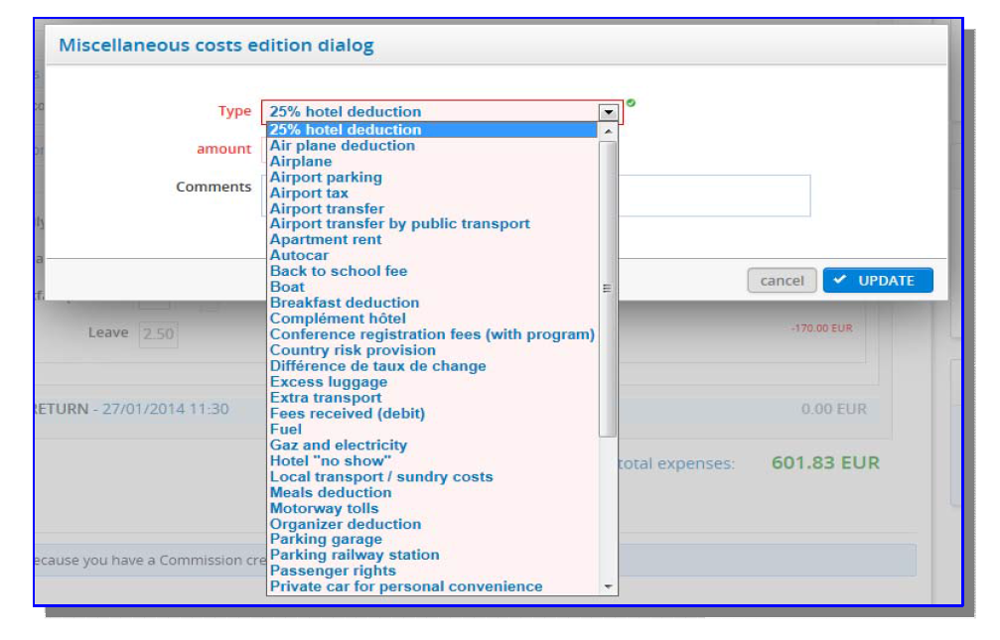 Miscellaneous costs edition dialog
Type 25% hotel deduction
25% hotel deduction
amount Air plane deduction
Airplane
Airport parking
Comments
Airport tax
Airport transfer
Airport transfer by public transport
Apartment rent
Autocar
Back to school fee
cancel UPDATE
Boat
Breakfast deduction
Complément hôtel
Leave 2.50 -170.00 EUR
Conference registration fees (with program)
Country risk provision
Différence de taux de change
Excess luggage
Extra transport
RETURN - 27/01/2014 11:30 0.00 EUR
Fees received (debit)
Fuel
Gaz and electricity
Hotel "no show"
total expenses: 601.83 EUR
Local transport / sundry costs
Meals deduction
Motorway tolls
Organizer deduction
Parking garage
Parking railway station
you have a Commission
Passenger rights
Private car for personal convenience